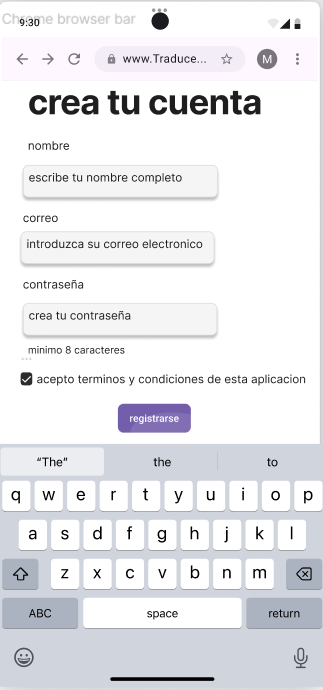 Chrome browser bar
9:30
www.Traduce... M
crea tu cuenta
nombre
escribe tu nombre completo
correo
introduzca su correo electronico
contraseña
crea tu contraseña
minimo 8 caracteres
acepto terminos y condiciones de esta aplicacion
registrarse
“The” the to
q w e r t y u i o p
a s d f g h j k l
z x c v b n m
ABC space return